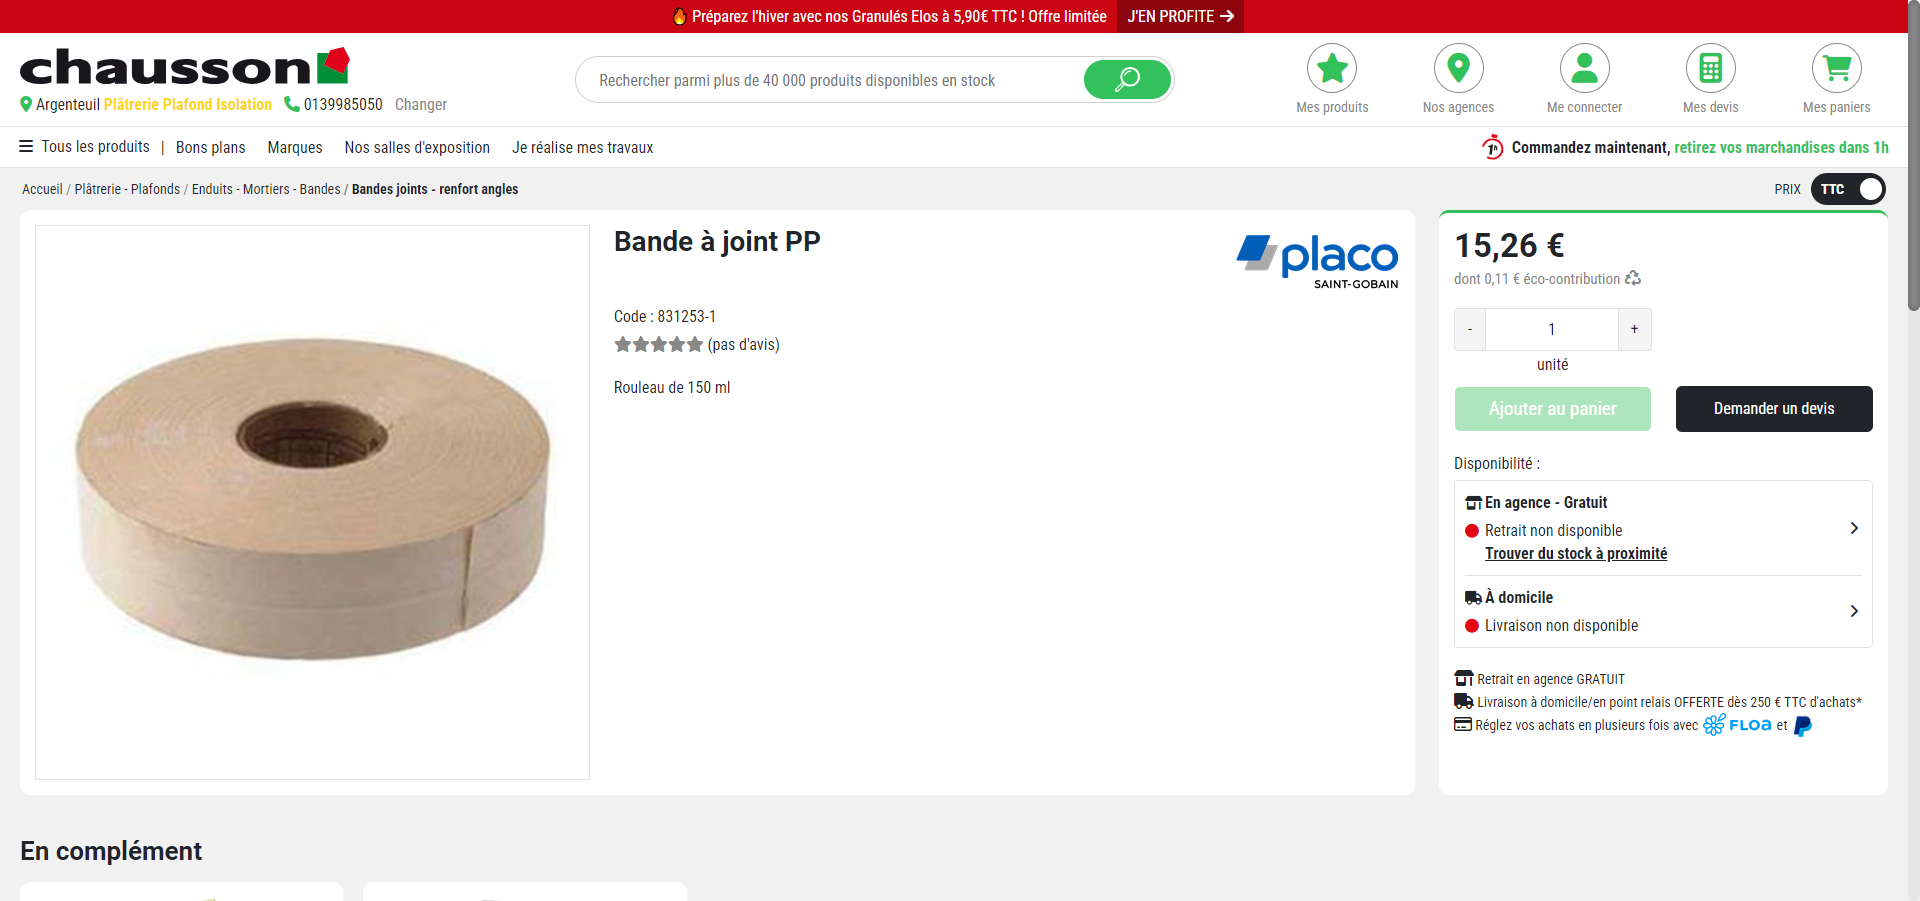 Préparez l'hiver avec nos Granulés Elos à 5,90€ TTC ! Offre limitée J'EN PROFITE
chausson
Argenteuil Plâtrerie Plafond Isolation 0139985050 Changer
Rechercher parmi plus de 40 000 produits disponibles en stock
Mes produits Nos agences Me connecter Mes devis Mes paniers
Tous les produits | Bons plans Marques Nos salles d'exposition Je réalise mes travaux
1h Commandez maintenant, retirez vos marchandises dans 1h
Accueil / Plâtrerie - Plafonds / Enduits - Mortiers - Bandes / Bandes joints - renfort angles
PRIX TTC
Bande à joint PP
placo
SAINT-GOBAIN
Code : 831253-1
(pas d'avis)
Rouleau de 150 ml
15,26 €
dont 0,11 € éco-contribution
- 1 +
unité
Ajouter au panier Demander un devis
Disponibilité :
En agence - Gratuit
Retrait non disponible
Trouver du stock à proximité
À domicile
Livraison non disponible
Retrait en agence GRATUIT
Livraison à domicile/en point relais OFFERTE dès 250 € TTC d'achats*
Réglez vos achats en plusieurs fois avec FLOA et
En complément